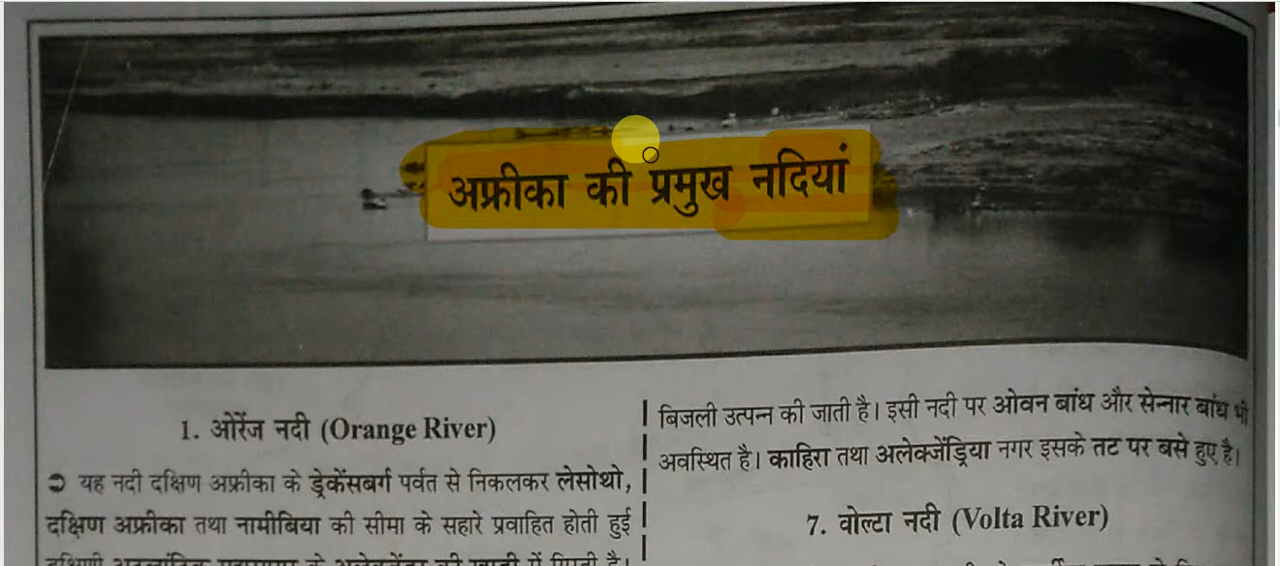 अफ्रीका की प्रमुख नदियां
1. ओरेंज नदी (Orange River)
➲ यह नदी दक्षिण अफ्रीका के ड्रेकेंसबर्ग पर्वत से निकलकर लेसोथो,
दक्षिण अफ्रीका तथा नामीबिया की सीमा के सहारे प्रवाहित होती हुई
बिजली उत्पन्न की जाती है। इसी नदी पर ओवन बांध और सेन्नार बांध भी
अवस्थित है। काहिरा तथा अलेक्जेंड्रिया नगर इसके तट पर बसे हुए है।
7. वोल्टा नदी (Volta River)